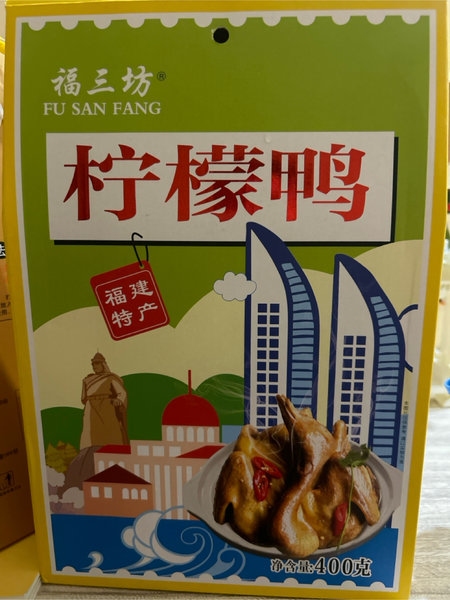 福三坊®
FU SAN FANG
柠檬鸭
福建
特产
净含量:400克